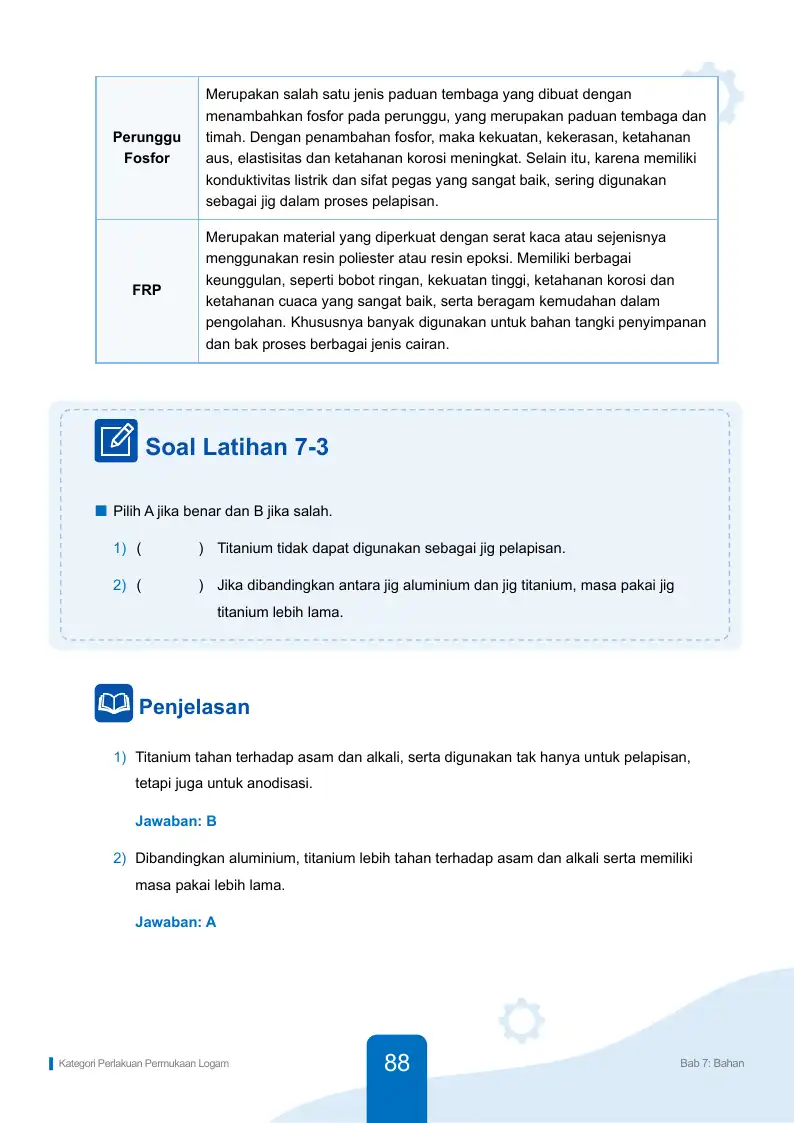 Merupakan salah satu jenis paduan tembaga yang dibuat dengan
menambahkan fosfor pada perunggu, yang merupakan paduan tembaga dan
Perunggu
Fosfor
timah. Dengan penambahan fosfor, maka kekuatan, kekerasan, ketahanan
aus, elastisitas dan ketahanan korosi meningkat. Selain itu, karena memiliki
konduktivitas listrik dan sifat pegas yang sangat baik, sering digunakan
sebagai jig dalam proses pelapisan.
FRP
Merupakan material yang diperkuat dengan serat kaca atau sejenisnya
menggunakan resin poliester atau resin epoksi. Memiliki berbagai
keunggulan, seperti bobot ringan, kekuatan tinggi, ketahanan korosi dan
ketahanan cuaca yang sangat baik, serta beragam kemudahan dalam
pengolahan. Khususnya banyak digunakan untuk bahan tangki penyimpanan
dan bak proses berbagai jenis cairan.
Soal Latihan 7-3
Pilih A jika benar dan B jika salah.
1) ( ) Titanium tidak dapat digunakan sebagai jig pelapisan.
2) ( ) Jika dibandingkan antara jig aluminium dan jig titanium, masa pakai jig
titanium lebih lama.
Penjelasan
1) Titanium tahan terhadap asam dan alkali, serta digunakan tak hanya untuk pelapisan,
tetapi juga untuk anodisasi.
Jawaban: B
2) Dibandingkan aluminium, titanium lebih tahan terhadap asam dan alkali serta memiliki
masa pakai lebih lama.
Jawaban: A
Kategori Perlakuan Permukaan Logam
88
Bab 7: Bahan